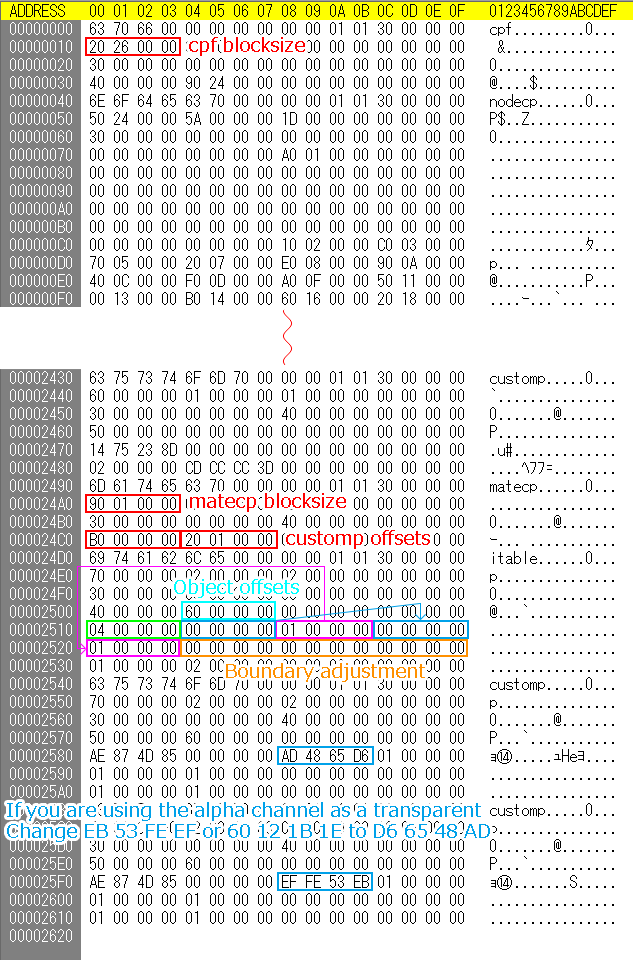 ADDRESS 00 01 02 03 04 05 06 07 08 09 0A 0B 0C 0D 0E 0F 0123456789ABCDEF
00000000 63 70 66 00 00 00 00 00 00 00 01 01 30 00 00 00 cpf.........0...
00000010 20 26 00 00 cpf blocksize &
00000020 30 00 00 00 00 00 00 00 00 00 00 00 00 00 00 00 0...............
00000030 40 00 00 00 90 24 00 00 00 00 00 00 00 00 00 00 @....$..........
00000040 6E 6F 64 65 63 70 00 00 00 00 01 01 30 00 00 00 nodecp......0...
00000050 50 24 00 00 5A 00 00 00 1D 00 00 00 00 00 00 00 P$..Z...........
00000060 30 00 00 00 00 00 00 00 00 00 00 00 00 00 00 00 0...............
00000070 00 00 00 00 00 00 00 00 A0 01 00 00 00 00 00 00 ................
00000080 00 00 00 00 00 00 00 00 00 00 00 00 00 00 00 00 ................
00000090 00 00 00 00 00 00 00 00 00 00 00 00 00 00 00 00 ................
000000A0 00 00 00 00 00 00 00 00 00 00 00 00 00 00 00 00 ................
000000B0 00 00 00 00 00 00 00 00 00 00 00 00 00 00 00 00 ................
000000C0 00 00 00 00 00 00 00 00 10 02 00 00 C0 03 00 00 ............ﾀ...
000000D0 70 05 00 00 20 07 00 00 E0 08 00 00 90 0A 00 00 p... ...........
000000E0 40 0C 00 00 F0 0D 00 00 A0 0F 00 00 50 11 00 00 @...........P...
000000F0 00 13 00 00 B0 14 00 00 60 16 00 00 20 18 00 00 ....ｰ...`... ...
00002430 63 75 73 74 6F 6D 70 00 00 00 01 01 30 00 00 00 customp.....0...
00002440 60 00 00 00 01 00 00 00 01 00 00 00 00 00 00 00 `...............
00002450 30 00 00 00 00 00 00 00 40 00 00 00 00 00 00 00 0.......@.......
00002460 50 00 00 00 00 00 00 00 00 00 00 00 00 00 00 00 P...............
00002470 14 75 23 8D 00 00 00 00 00 00 00 00 00 00 00 00 .u#.............
00002480 02 00 00 00 CD CC CC 3D 00 00 00 00 00 00 00 00 ....ﾍﾌﾌ=........
00002490 6D 61 74 65 63 70 00 00 00 00 01 01 30 00 00 00 matecp......0...
000024A0 90 01 00 00 matecp blocksize
000024B0 30 00 00 00 00 00 00 00 40 00 00 00 00 00 00 00 0.......@.......
000024C0 B0 00 00 00 20 01 00 00 customp offsets
000024D0 69 74 61 62 6C 65 00 00 00 00 01 01 30 00 00 00 itable......0...
000024E0 70 00 00 00 02 00 00 00 02 00 00 00 00 00 00 00 p...............
Object offsets
000024F0 30 00 00 00
00002500 40 00 00 00 60 00 00 00 00 00 00 00 00 00 00 00 @...`...........
00002510 04 00 00 00 00 00 00 00 01 00 00 00 00 00 00 00 ................
00002520 01 00 00 00 00 00 00 00 00 00 00 00 00 00 00 00 ................
00002530 01 00 00 00 Boundary adjustment
00002540 63 75 73 74 6F 6D 70 00 00 00 01 01 30 00 00 00 customp.....0...
00002550 70 00 00 00 02 00 00 00 02 00 00 00 00 00 00 00 p...............
00002560 30 00 00 00 00 00 00 00 40 00 00 00 00 00 00 00 0.......@.......
00002570 50 00 00 00 60 00 00 00 00 00 00 00 00 00 00 00 P...`...........
00002580 AE 87 4D 85 00 00 00 00 AD 48 65 D6 01 00 00 00 ｮ⑭.....ｭHeﾖ....
00002590 01 00 00 00 01 00 00 00 00 00 00 00 00 00 00 00 ................
If you are using the alpha channel as a transparent customp.....0...
Change EB 53 FE EF or 60 12 1B 1E to D6 65 48 AD
000025D0 30 00 00 00 00 00 00 00 40 00 00 00 00 00 00 00 0.......@.......
000025E0 50 00 00 00 60 00 00 00 00 00 00 00 00 00 00 00 P...`...........
000025F0 AE 87 4D 85 00 00 00 00 EF FE 53 EB 01 00 00 00 ｮ⑭.......S.....
00002600 01 00 00 00 01 00 00 00 00 00 00 00 00 00 00 00 ................
00002610 01 00 00 00 01 00 00 00 00 00 00 00 00 00 00 00 ................
00002620